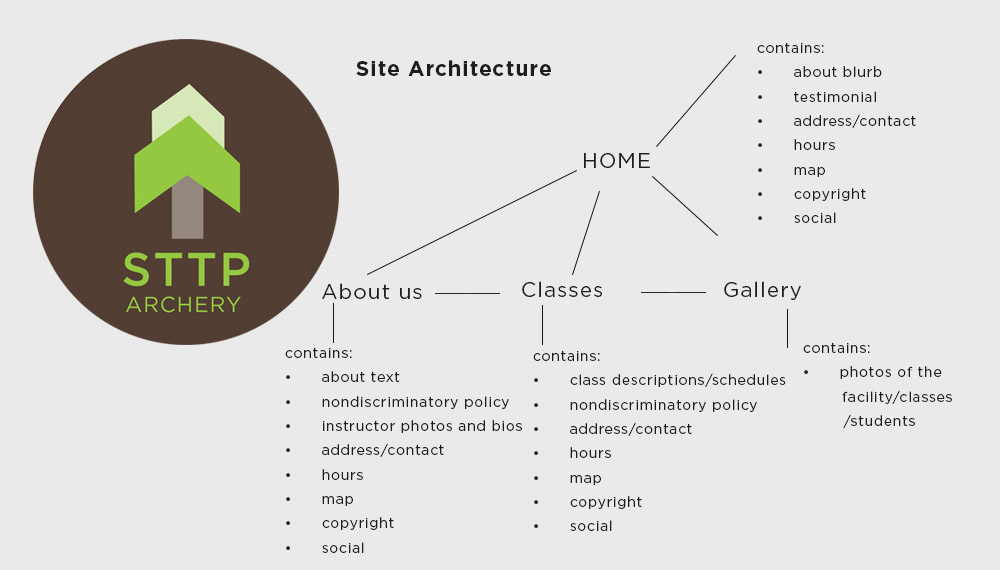 Site Architecture
STTP
ARCHERY
HOME
contains:
• about blurb
• testimonial
• address/contact
• hours
• map
• copyright
• social
About us
Classes
Gallery
contains:
• about text
• nondiscriminatory policy
• instructor photos and bios
• address/contact
• hours
• map
• copyright
• social
contains:
• class descriptions/schedules
• nondiscriminatory policy
• address/contact
• hours
• map
• copyright
• social
contains:
• photos of the
facility/classes
/students